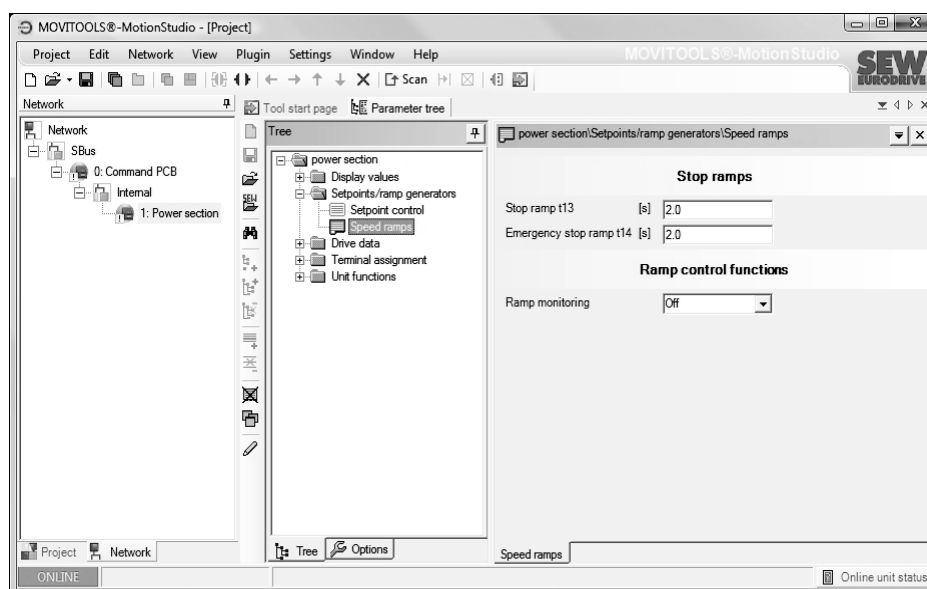 MOVITOOLS®-MotionStudio - [Project]
Project Edit Network View Plugin Settings Window Help
MOVITOOLS®-MotionStudio
SEW
EURODRIVE
Scan
Network
Tool start page Parameter tree
Network
SBus
0: Command PCB
Internal
1: Power section
Project Network
SEW
Tree
power section
Display values
Setpoints/ramp generators
Setpoint control
Speed ramps
Drive data
Terminal assignment
Unit functions
Tree Options
power section\Setpoints/ramp generators\Speed ramps
Stop ramps
Stop ramp t13 [s] 2.0
Emergency stop ramp t14 [s] 2.0
Ramp control functions
Ramp monitoring Off
Speed ramps
ONLINE
Online unit status